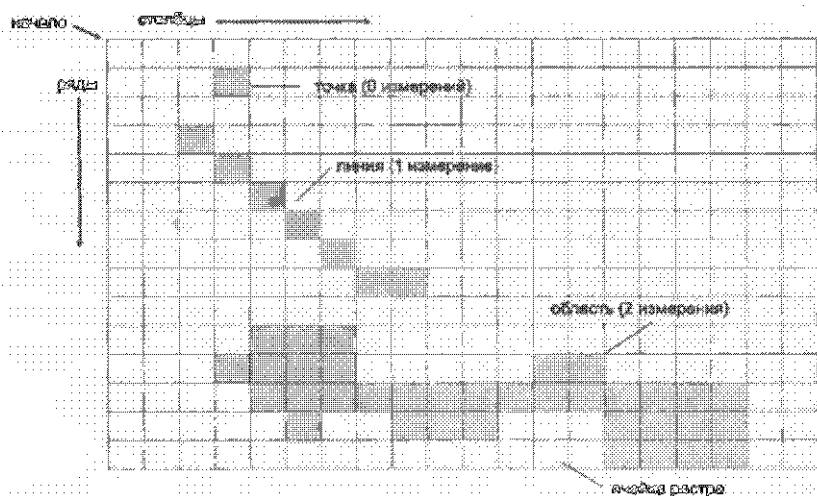 начало
столбцы
ряды
точка (0 измерений)
линия (1 измерение)
область (2 измерения)
ячейка растра